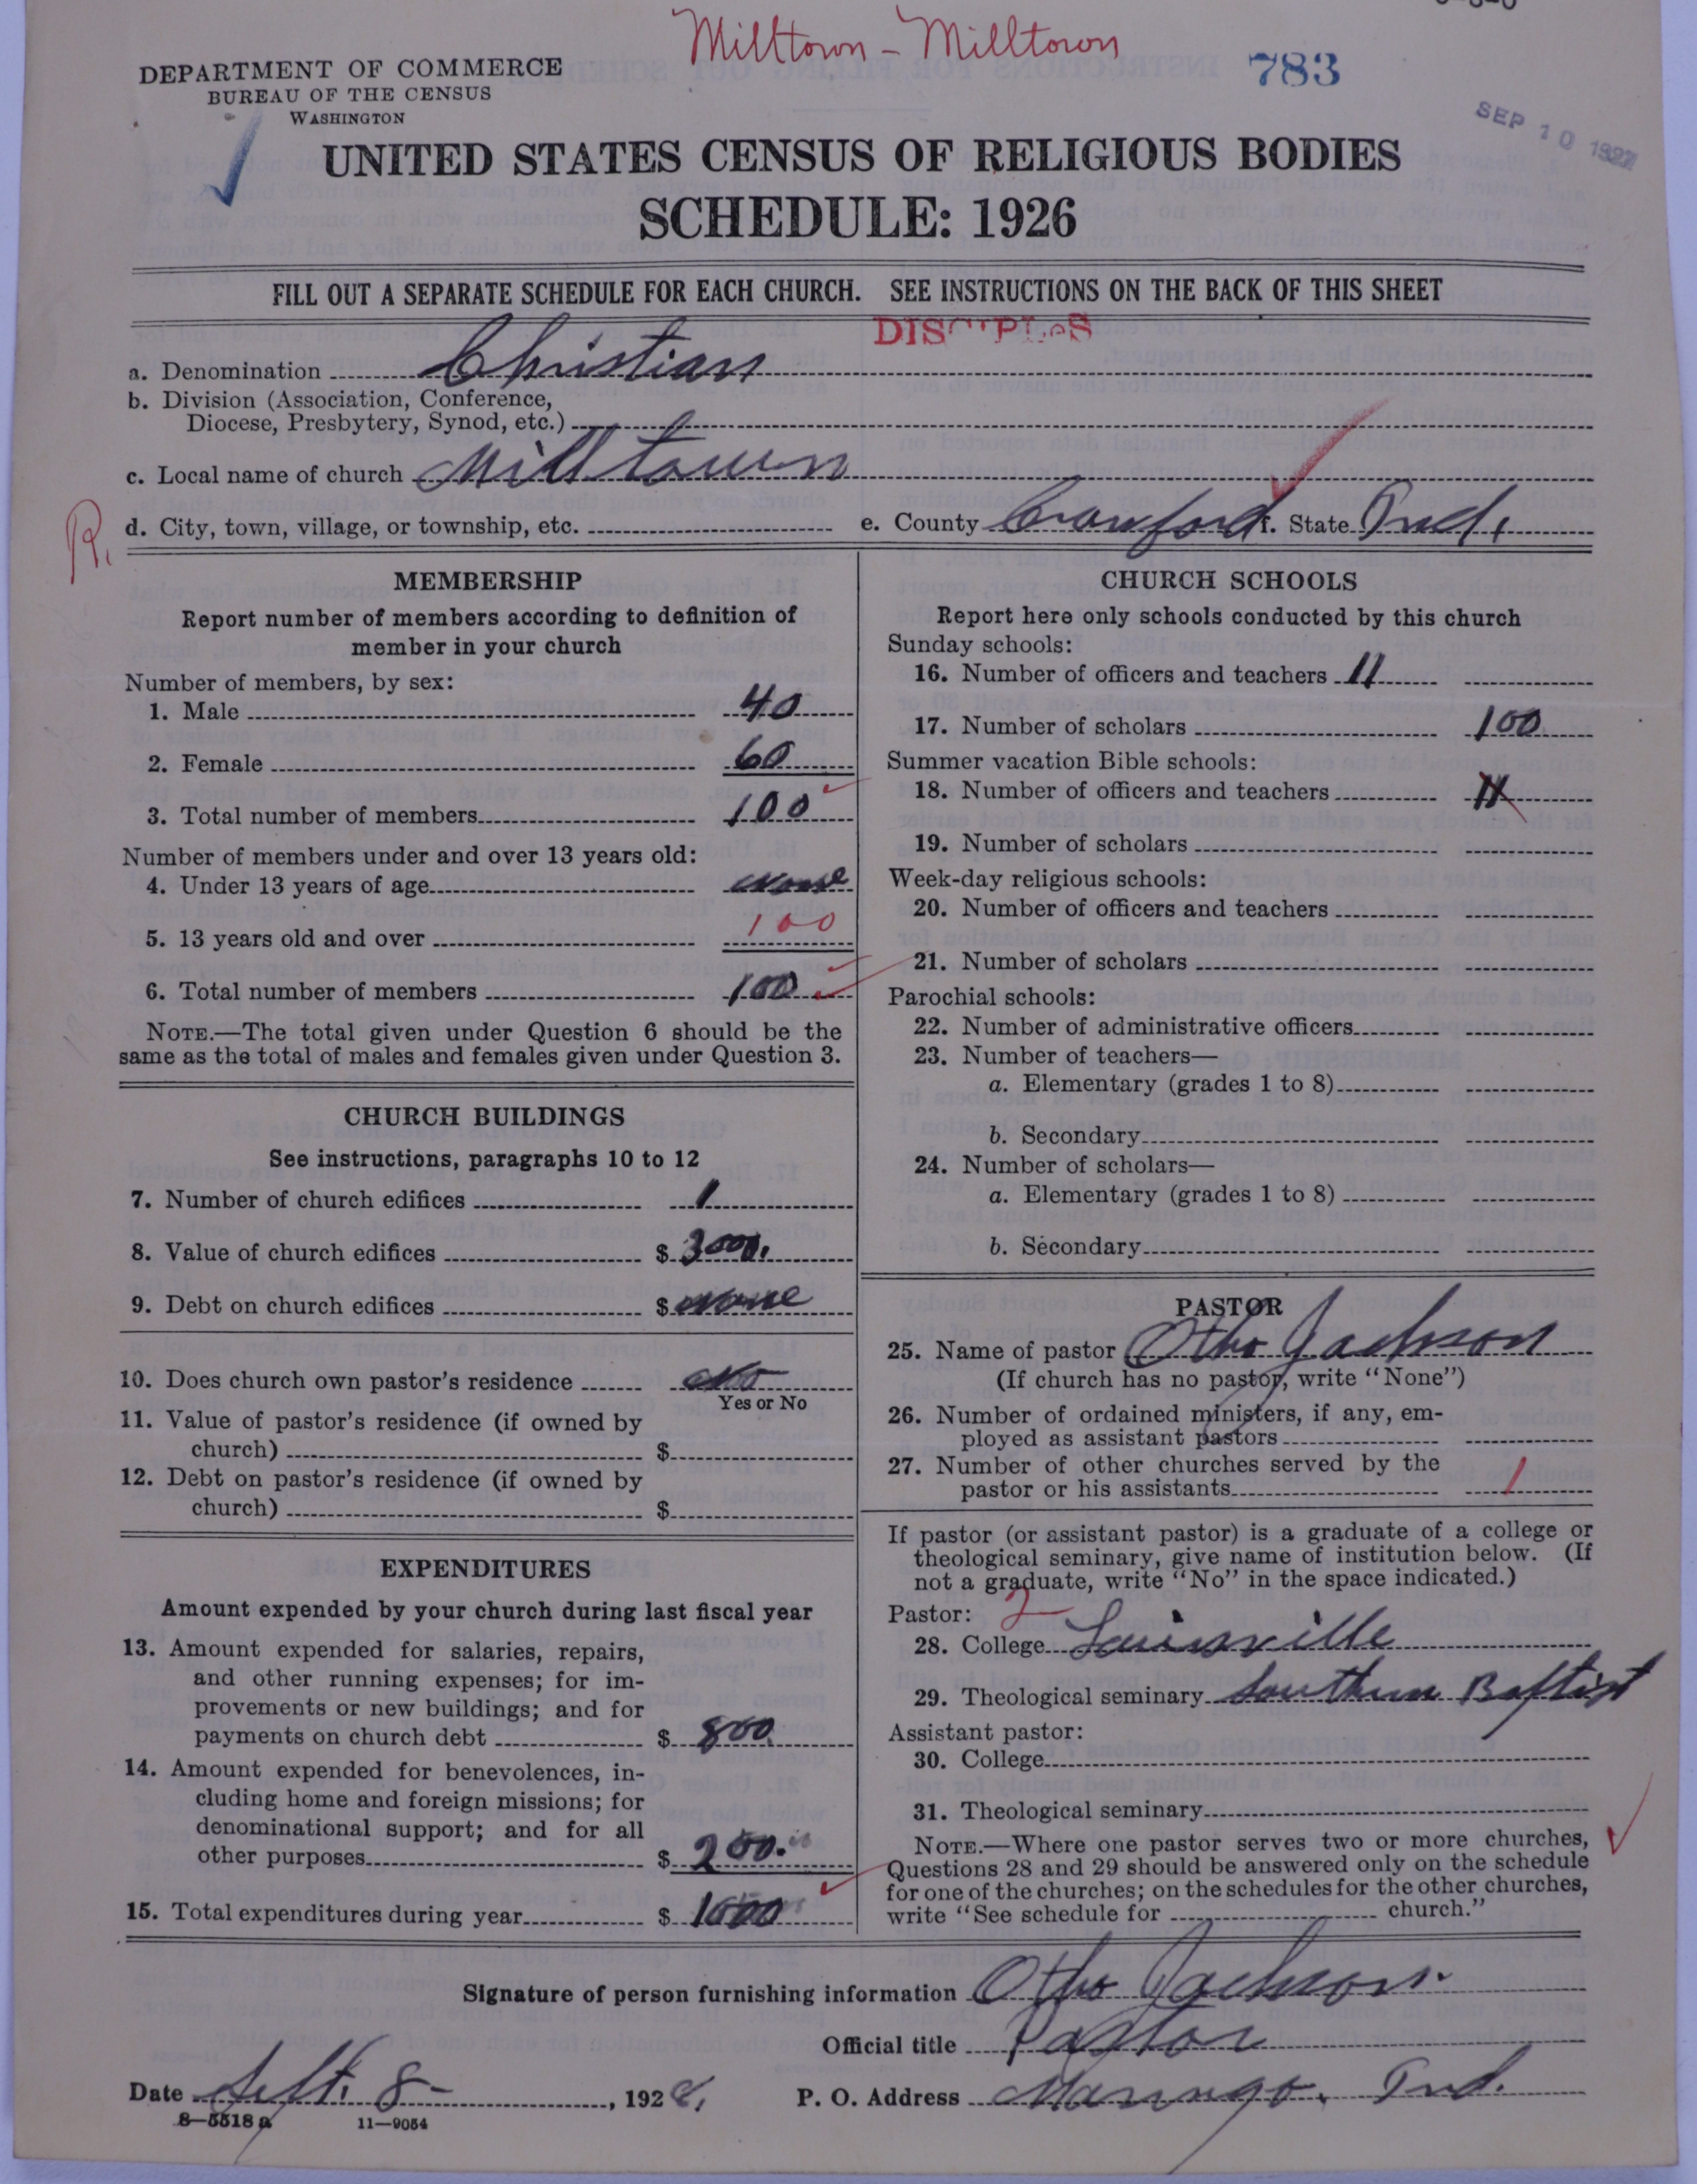 Milltown - Milltown
783
DEPARTMENT OF COMMERCE
BUREAU OF THE CENSUS
WASHINGTON
SEP 10 1927
UNITED STATES CENSUS OF RELIGIOUS BODIES
SCHEDULE: 1926
FILL OUT A SEPARATE SCHEDULE FOR EACH CHURCH. SEE INSTRUCTIONS ON THE BACK OF THIS SHEET
DISCIPLES
a. Denomination Christian
b. Division (Association, Conference,
Diocese, Presbytery, Synod, etc.)
c. Local name of church Milltown
R. d. City, town, village, or township, etc. e. County Crawford f. State Ind.
MEMBERSHIP
Report number of members according to definition of
member in your church
Number of members, by sex:
1. Male 40
2. Female 60
3. Total number of members 100
Number of members under and over 13 years old:
4. Under 13 years of age None
5. 13 years old and over 100
6. Total number of members 100
NOTE.—The total given under Question 6 should be the
same as the total of males and females given under Question 3.
CHURCH BUILDINGS
See instructions, paragraphs 10 to 12
7. Number of church edifices 1
8. Value of church edifices $ 3000.
9. Debt on church edifices $ None
10. Does church own pastor's residence No
Yes or No
11. Value of pastor's residence (if owned by
church) $
12. Debt on pastor's residence (if owned by
church) $
EXPENDITURES
Amount expended by your church during last fiscal year
13. Amount expended for salaries, repairs,
and other running expenses; for im-
provements or new buildings; and for
payments on church debt $ 800.
14. Amount expended for benevolences, in-
cluding home and foreign missions; for
denominational support; and for all
other purposes $ 200.
15. Total expenditures during year $ 1000
CHURCH SCHOOLS
Report here only schools conducted by this church
Sunday schools:
16. Number of officers and teachers 11
17. Number of scholars 100
Summer vacation Bible schools:
18. Number of officers and teachers 11
19. Number of scholars
Week-day religious schools:
20. Number of officers and teachers
21. Number of scholars
Parochial schools:
22. Number of administrative officers
23. Number of teachers—
a. Elementary (grades 1 to 8)
b. Secondary
24. Number of scholars—
a. Elementary (grades 1 to 8)
b. Secondary
PASTOR
25. Name of pastor Otho Jackson
(If church has no pastor, write "None")
26. Number of ordained ministers, if any, em-
ployed as assistant pastors
27. Number of other churches served by the
pastor or his assistants 1
If pastor (or assistant pastor) is a graduate of a college or
theological seminary, give name of institution below. (If
not a graduate, write "No" in the space indicated.)
Pastor: 2
28. College Louisville
29. Theological seminary Southern Baptist
Assistant pastor:
30. College
31. Theological seminary
NOTE.—Where one pastor serves two or more churches,
Questions 28 and 29 should be answered only on the schedule
for one of the churches; on the schedules for the other churches,
write "See schedule for church."
Signature of person furnishing information Otho Jackson.
Official title Pastor
Date Sept. 8 - , 192 P. O. Address Marengo, Ind.
8—5518a 11—9054